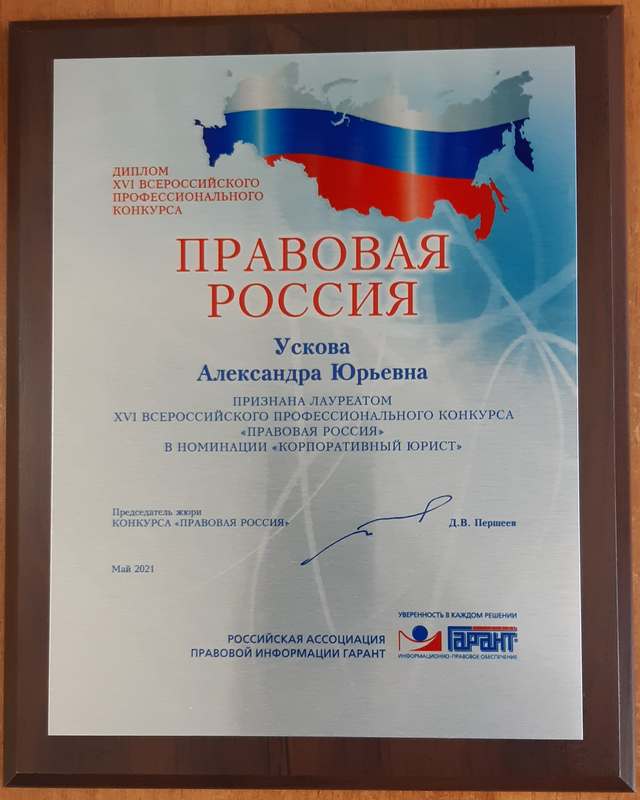 ДИПЛОМ
XVI ВСЕРОССИЙСКОГО
ПРОФЕССИОНАЛЬНОГО
КОНКУРСА
ПРАВОВАЯ
РОССИЯ
Ускова
Александра Юрьевна
ПРИЗНАНА ЛАУРЕАТОМ
XVI ВСЕРОССИЙСКОГО ПРОФЕССИОНАЛЬНОГО КОНКУРСА
«ПРАВОВАЯ РОССИЯ»
В НОМИНАЦИИ «КОРПОРАТИВНЫЙ ЮРИСТ»
Председатель жюри
КОНКУРСА «ПРАВОВАЯ РОССИЯ»
Д.В. Першеев
Май 2021
РОССИЙСКАЯ АССОЦИАЦИЯ
ПРАВОВОЙ ИНФОРМАЦИИ ГАРАНТ
УВЕРЕННОСТЬ В КАЖДОМ РЕШЕНИИ
ГАРАНТ
ИНФОРМАЦИОННО-ПРАВОВОЕ ОБЕСПЕЧЕНИЕ